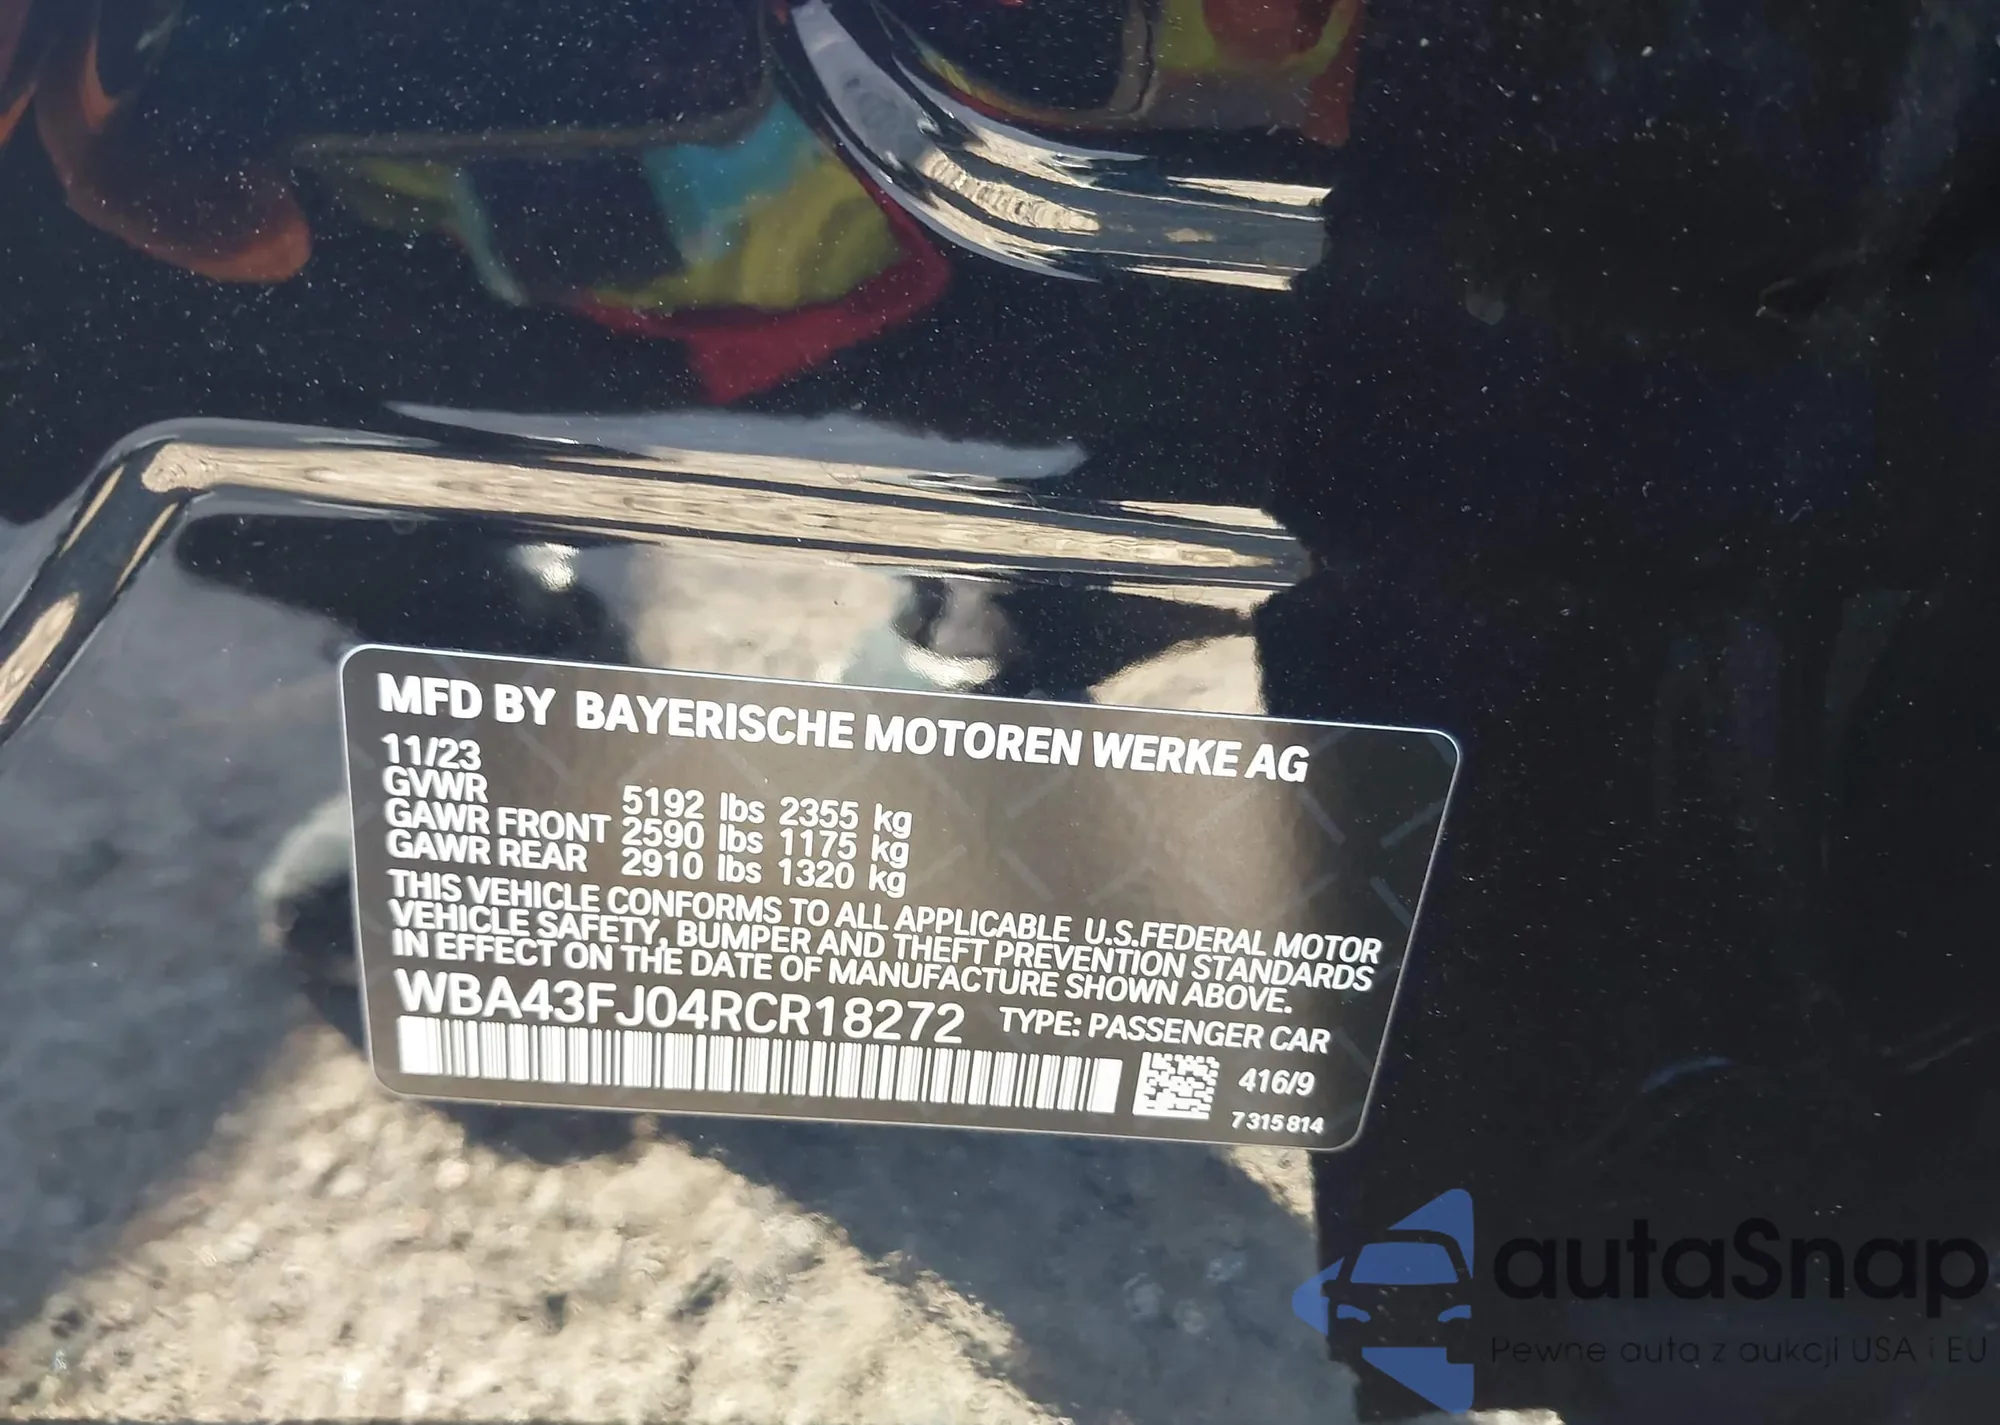 MFD BY BAYERISCHE MOTOREN WERKE AG
11/23
GVWR 5192 lbs 2355 kg
GAWR FRONT 2590 lbs 1175 kg
GAWR REAR 2910 lbs 1320 kg
THIS VEHICLE CONFORMS TO ALL APPLICABLE U.S.FEDERAL MOTOR
VEHICLE SAFETY, BUMPER AND THEFT PREVENTION STANDARDS
IN EFFECT ON THE DATE OF MANUFACTURE SHOWN ABOVE.
WBA43FJ04RCR18272 TYPE: PASSENGER CAR
416/9
7 315 814
autaSnap
Pewne auta z aukcji USA i EU